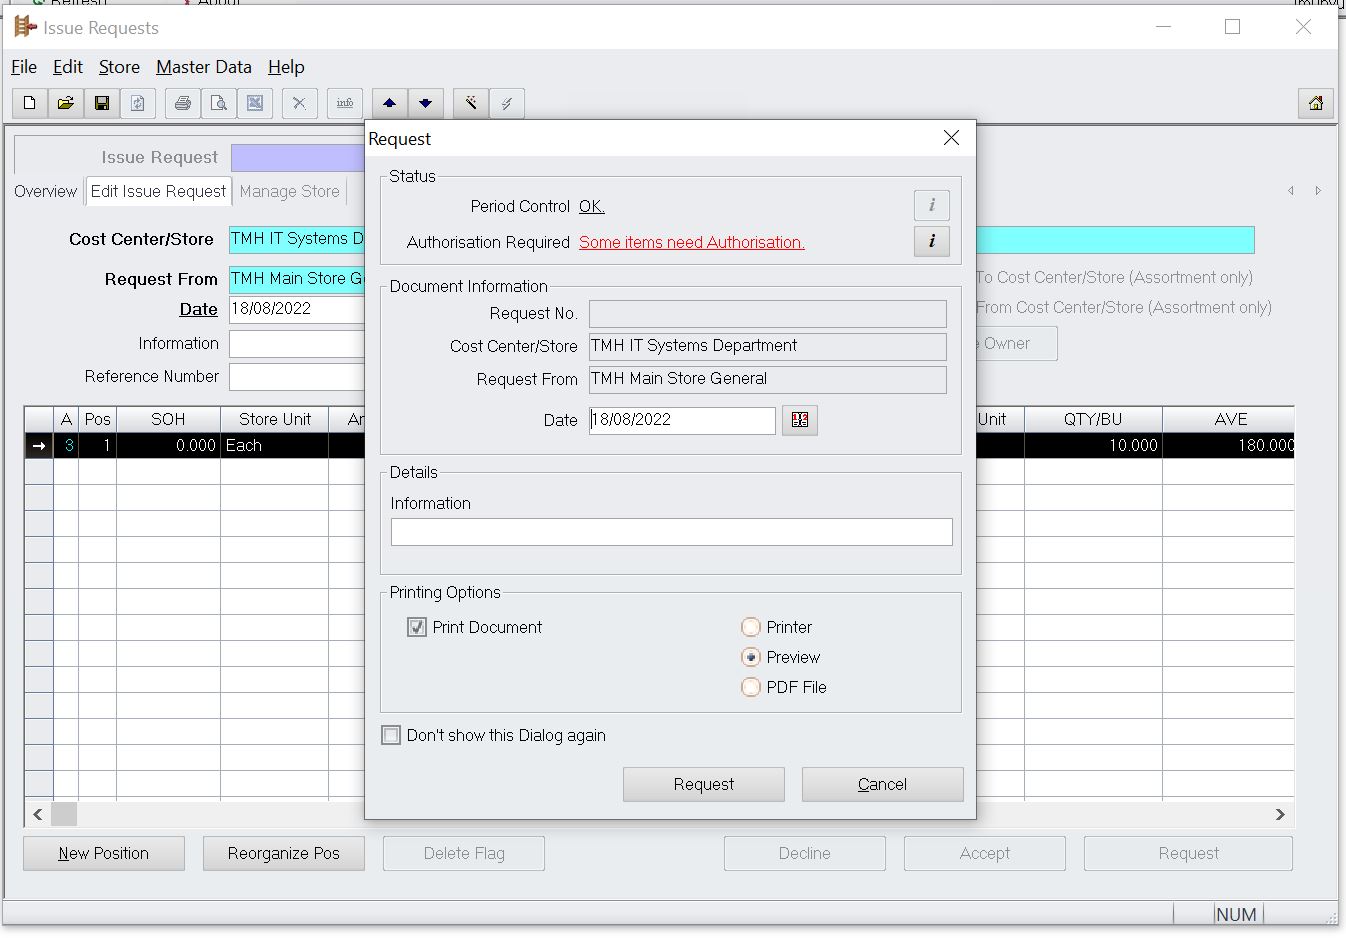 Refresh
About
Issue Requests
File Edit Store Master Data Help
info
Request
Issue Request
Overview Edit Issue Request Manage Store
Status
Period Control OK.
Authorisation Required Some items need Authorisation.
Cost Center/Store TMH IT Systems D
Request From TMH Main Store G
To Cost Center/Store (Assortment only)
Date 18/08/2022
From Cost Center/Store (Assortment only)
Information
Owner
Reference Number
Document Information
Request No.
Cost Center/Store TMH IT Systems Department
Request From TMH Main Store General
Date 18/08/2022
A Pos SOH Store Unit Unit QTY/BU AVE
3 1 0.000 Each 10.000 180.000
Details
Information
Printing Options
Print Document
Printer
Preview
PDF File
Don't show this Dialog again
Request Cancel
New Position Reorganize Pos Delete Flag Decline Accept Request
NUM